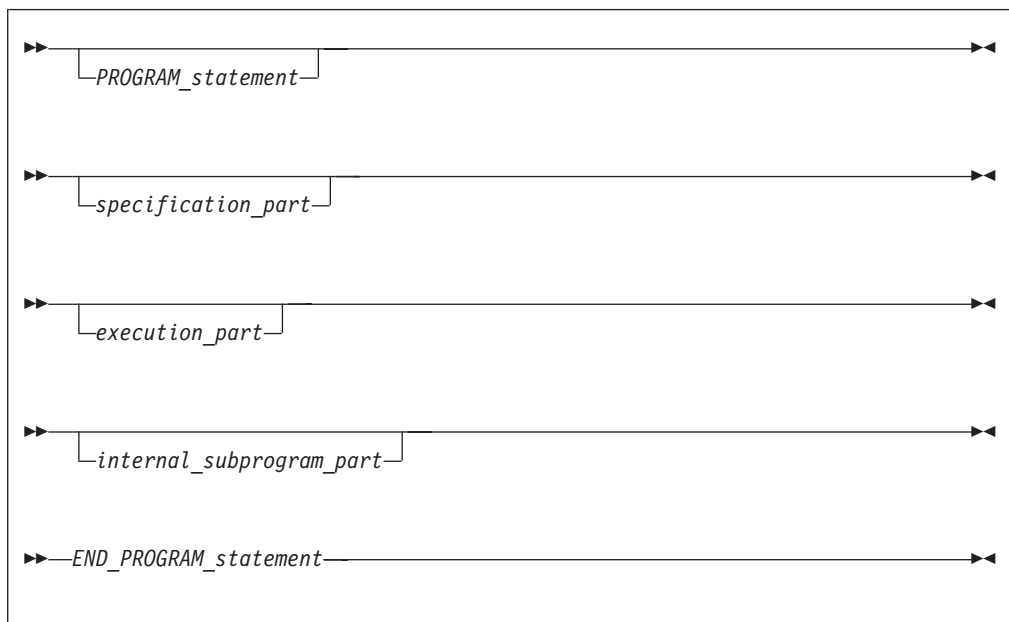 PROGRAM_statement
specification_part
execution_part
internal_subprogram_part
END_PROGRAM_statement